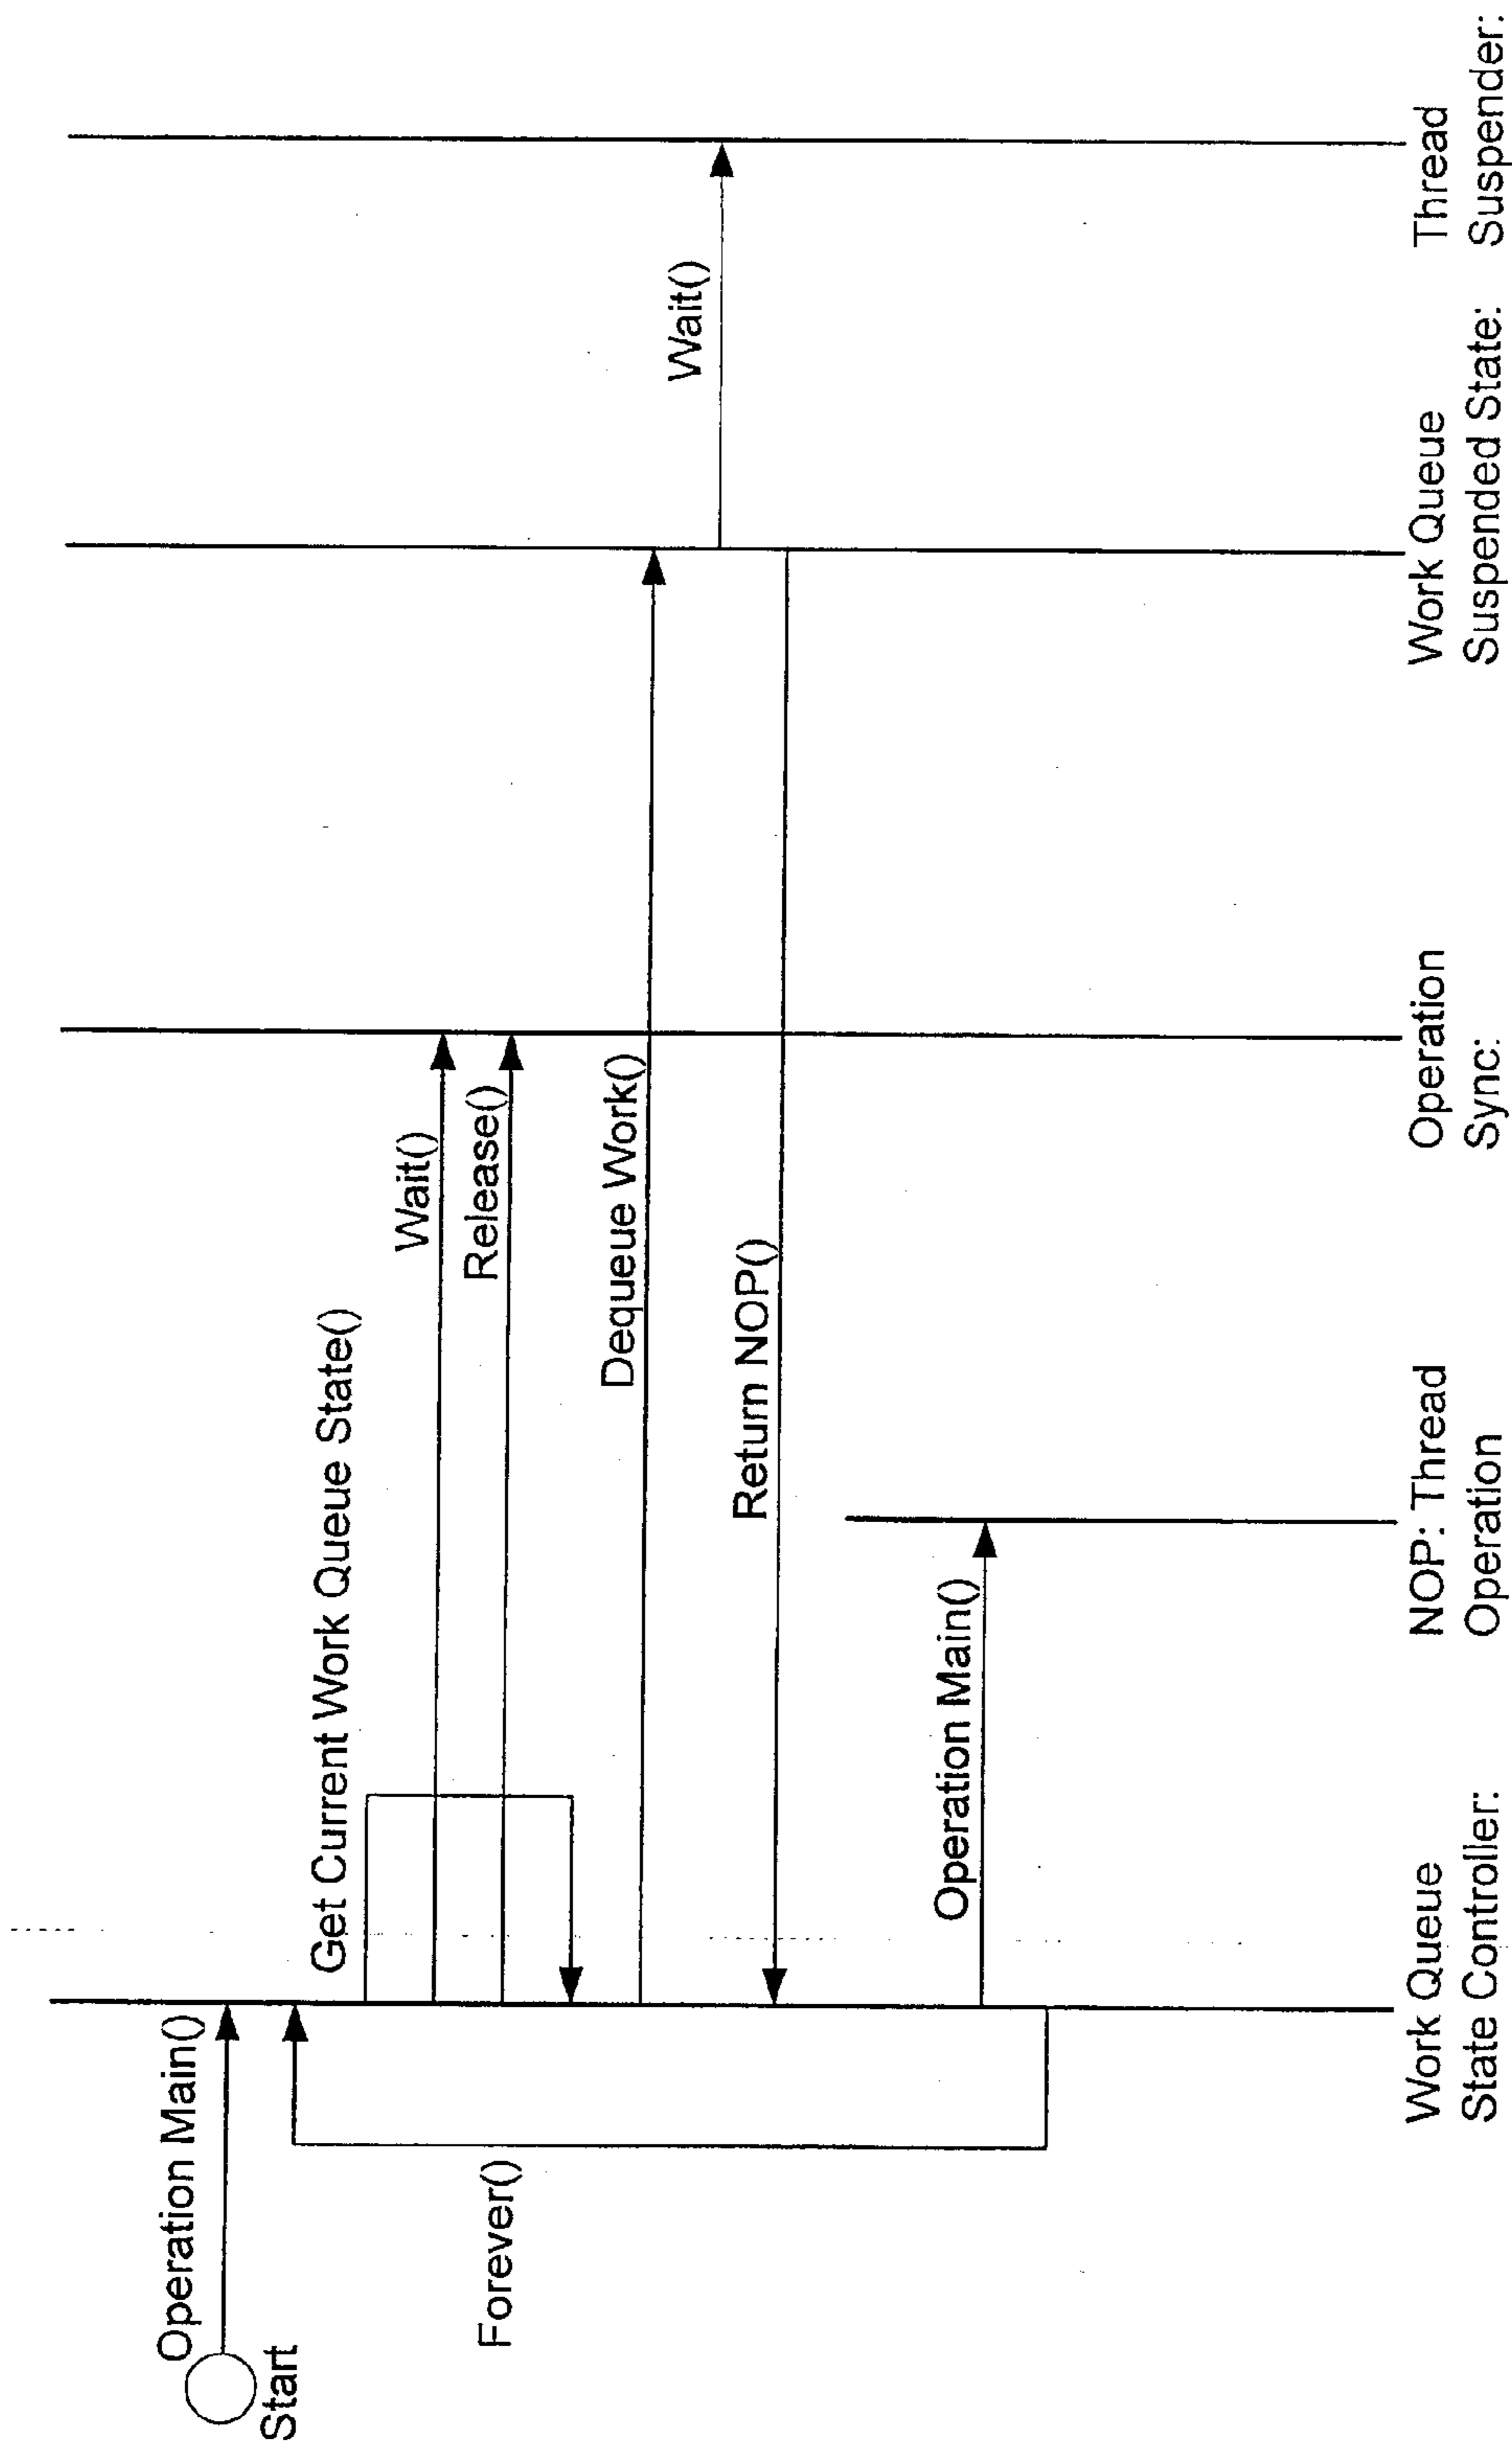 Operation Main()
Start
Get Current Work Queue State()
Wait()
Release()
Forever()
Dequeue Work()
Wait()
Return NOP()
Operation Main()
Work Queue
State Controller:
NOP: Thread
Operation
Operation
Sync:
Work Queue
Suspended State:
Thread
Suspender: